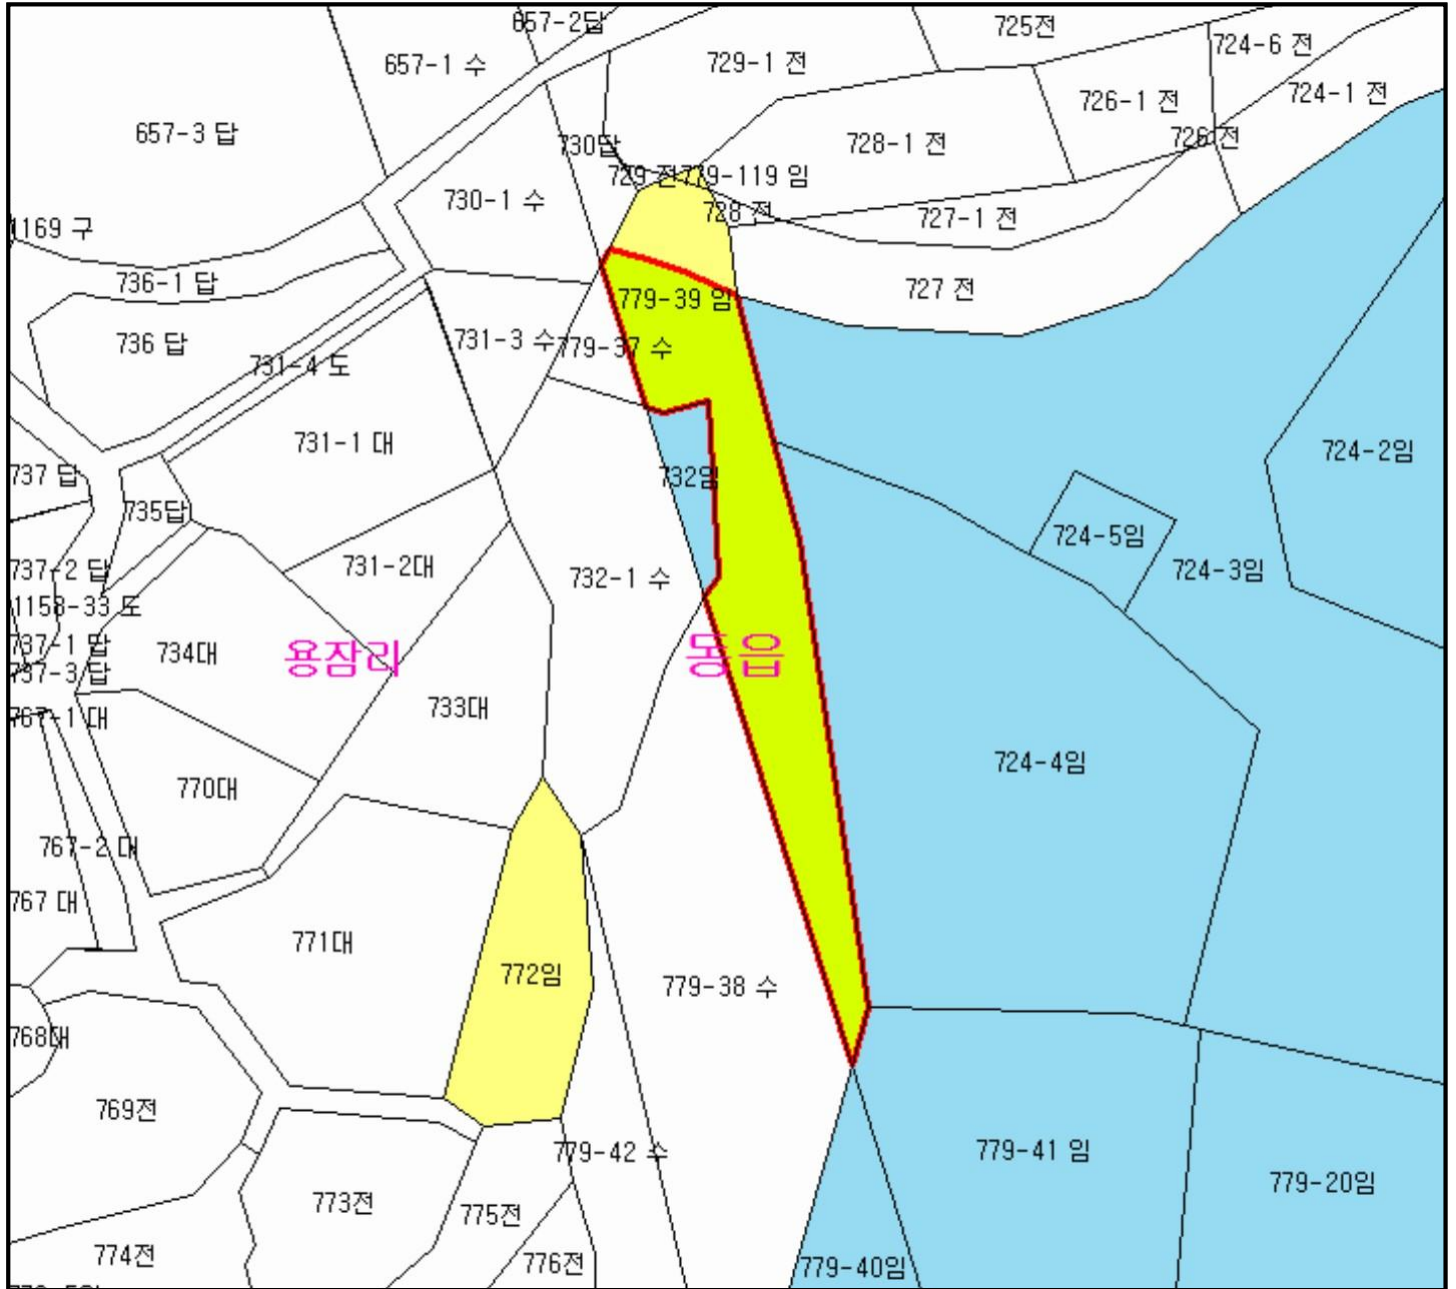 657-2답
725전
724-6 전
657-1 수
729-1 전
724-1 전
726-1 전
657-3 답
730답
728-1 전
726 전
729 전
779-119 임
730-1 수
728 전
727-1 전
1169 구
736-1 답
779-39 임
727 전
736 답
731-3 수
779-37 수
731-4 도
731-1 대
724-2임
737 답
732임
735답
724-5임
731-2대
732-1 수
724-3임
737-2 답
1158-33 도
737-1 답
734대
용잠리
동읍
737-3 답
767-1 대
733대
724-4임
770대
767-2 대
767 대
771대
772임
779-38 수
768대
769전
779-42 수
779-41 임
773전
775전
779-20임
774전
776전
779-40임